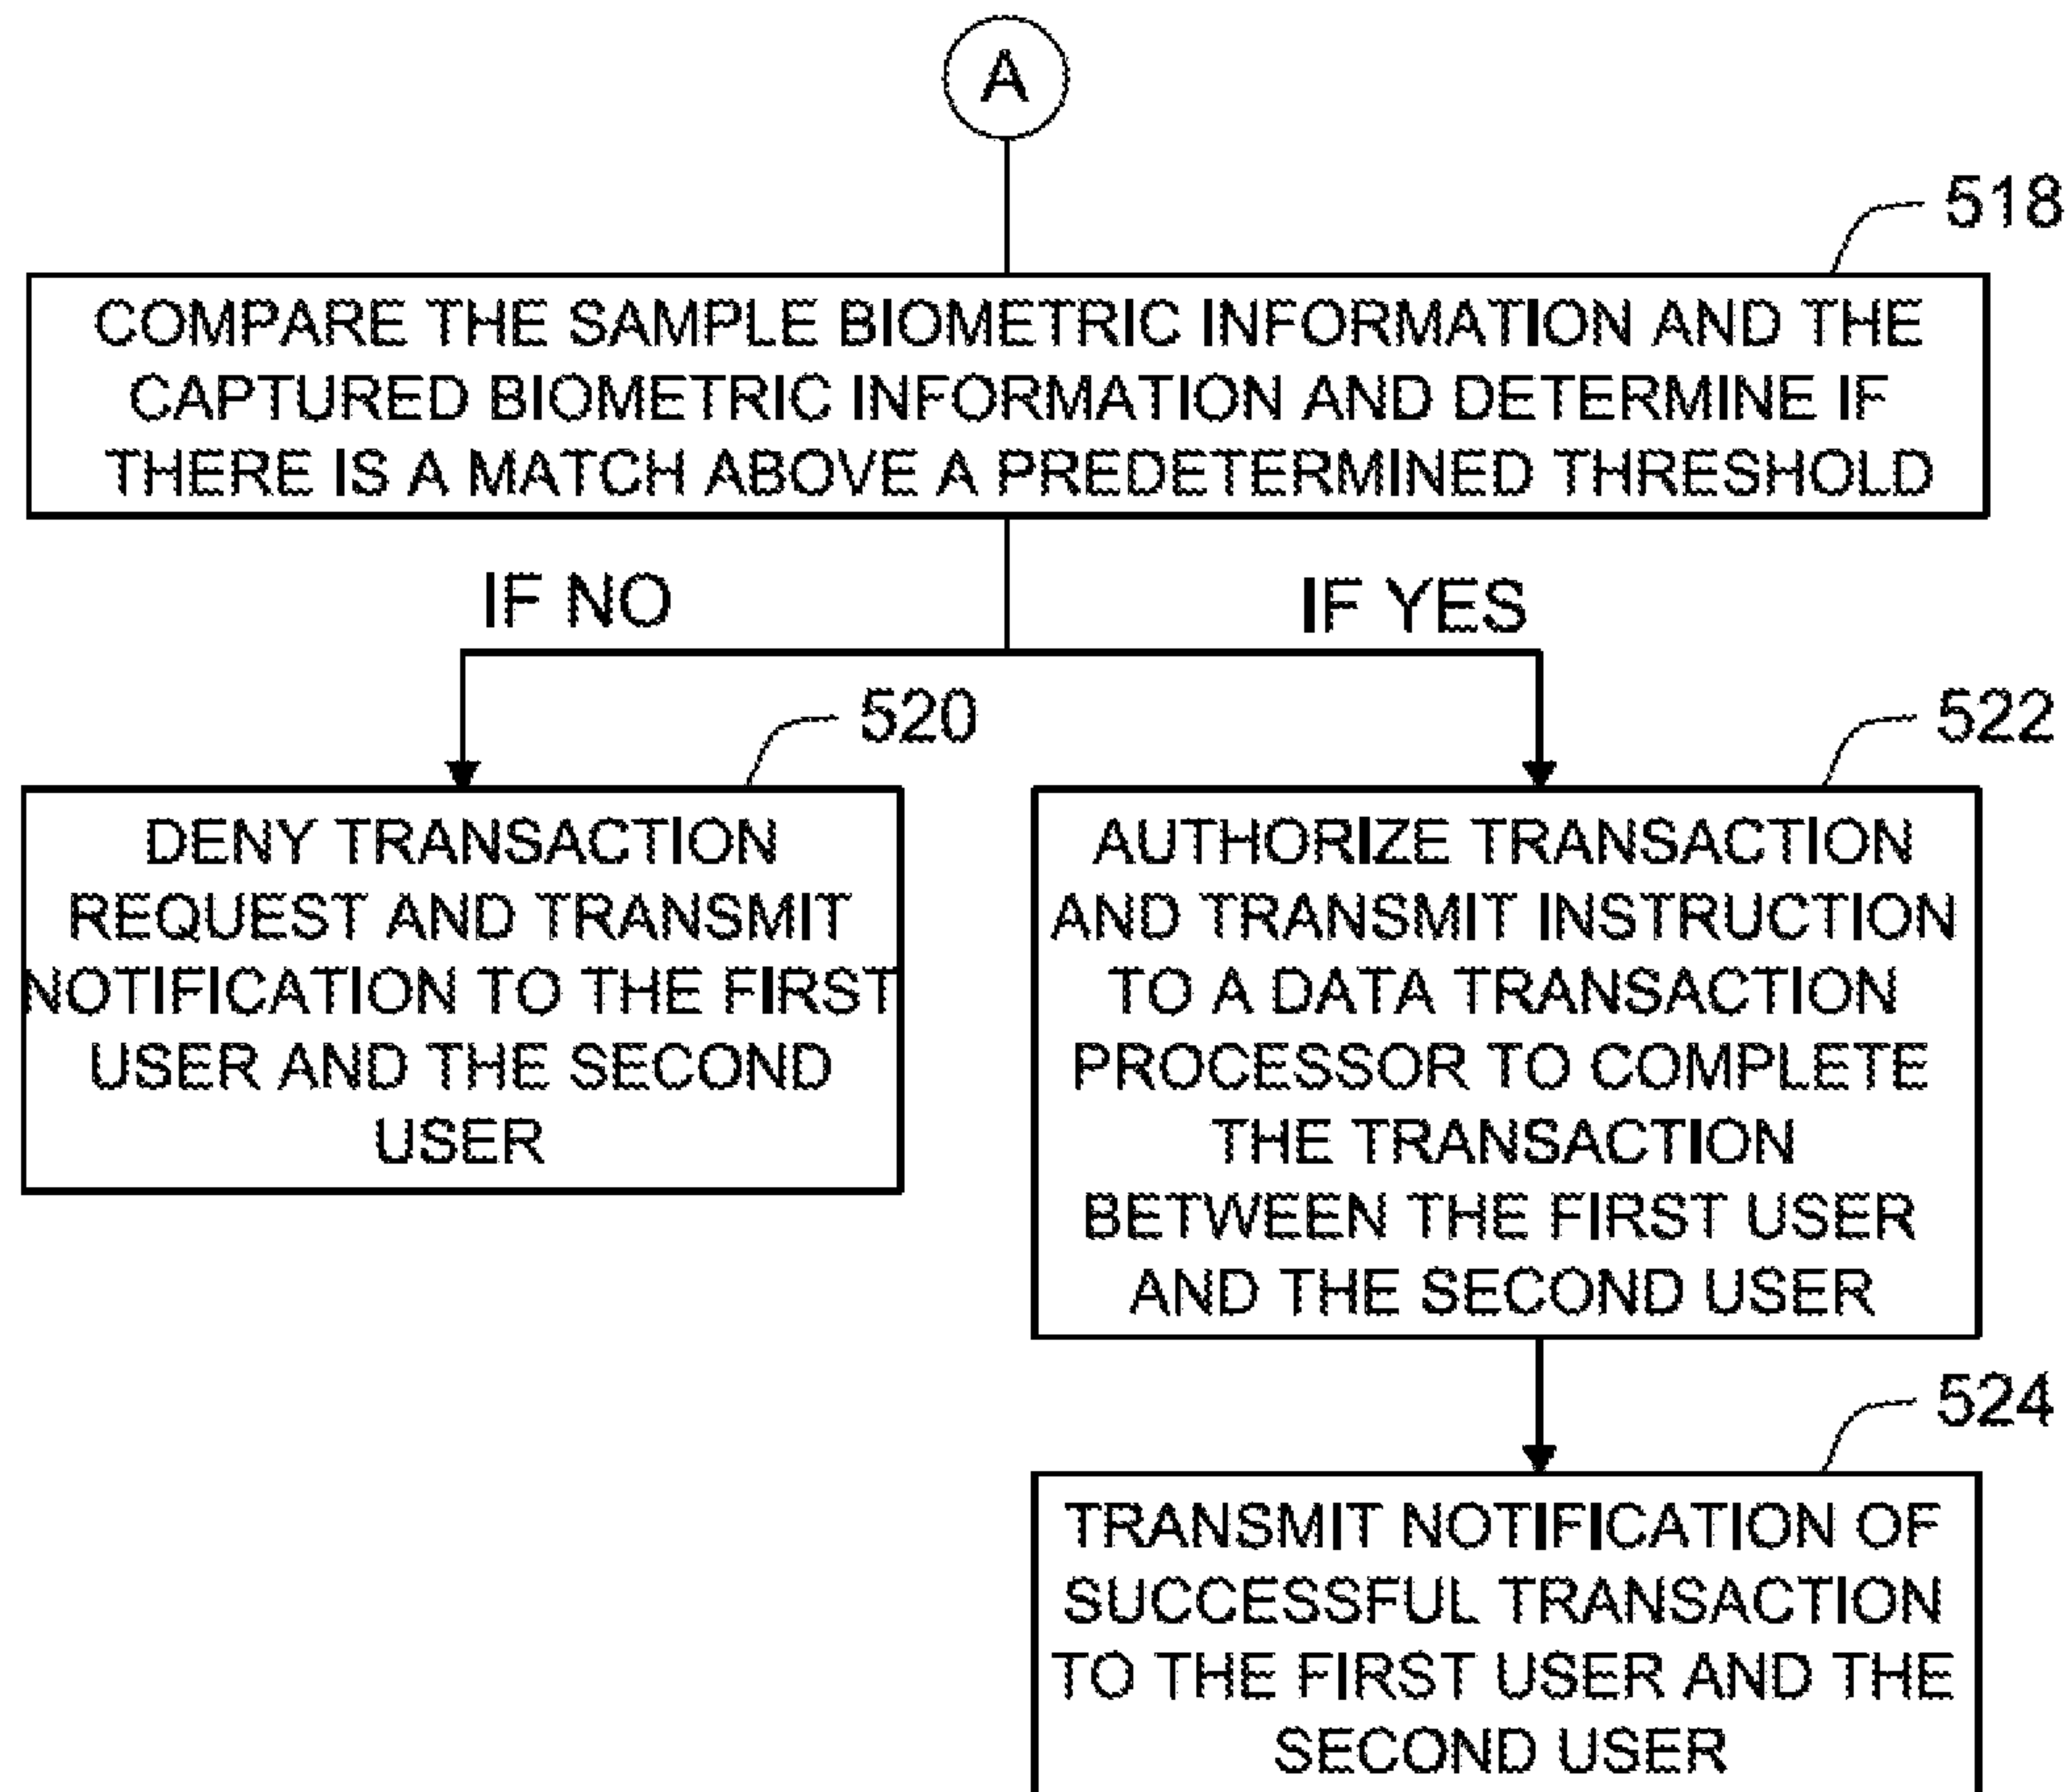 A
518
COMPARE THE SAMPLE BIOMETRIC INFORMATION AND THE
CAPTURED BIOMETRIC INFORMATION AND DETERMINE IF
THERE IS A MATCH ABOVE A PREDETERMINED THRESHOLD
IF NO
IF YES
520
522
DENY TRANSACTION
REQUEST AND TRANSMIT
NOTIFICATION TO THE FIRST
USER AND THE SECOND
USER
AUTHORIZE TRANSACTION
AND TRANSMIT INSTRUCTION
TO A DATA TRANSACTION
PROCESSOR TO COMPLETE
THE TRANSACTION
BETWEEN THE FIRST USER
AND THE SECOND USER
524
TRANSMIT NOTIFICATION OF
SUCCESSFUL TRANSACTION
TO THE FIRST USER AND THE
SECOND USER